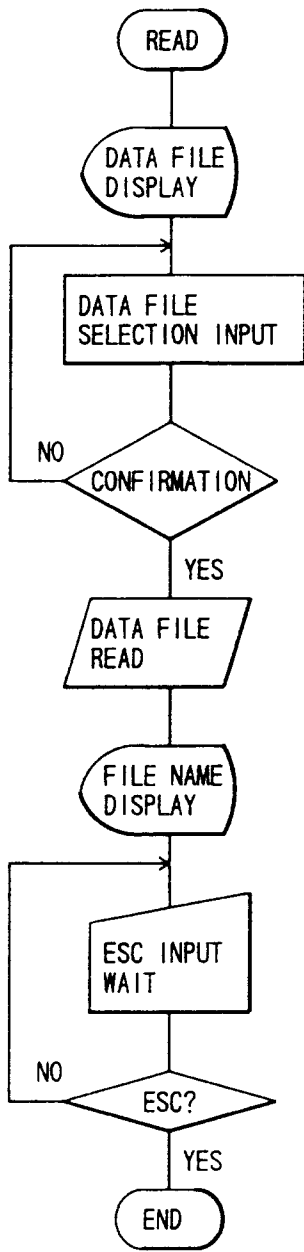 READ
DATA FILE
DISPLAY
DATA FILE
SELECTION INPUT
NO
CONFIRMATION
YES
DATA FILE
READ
FILE NAME
DISPLAY
ESC INPUT
WAIT
NO
ESC?
YES
END